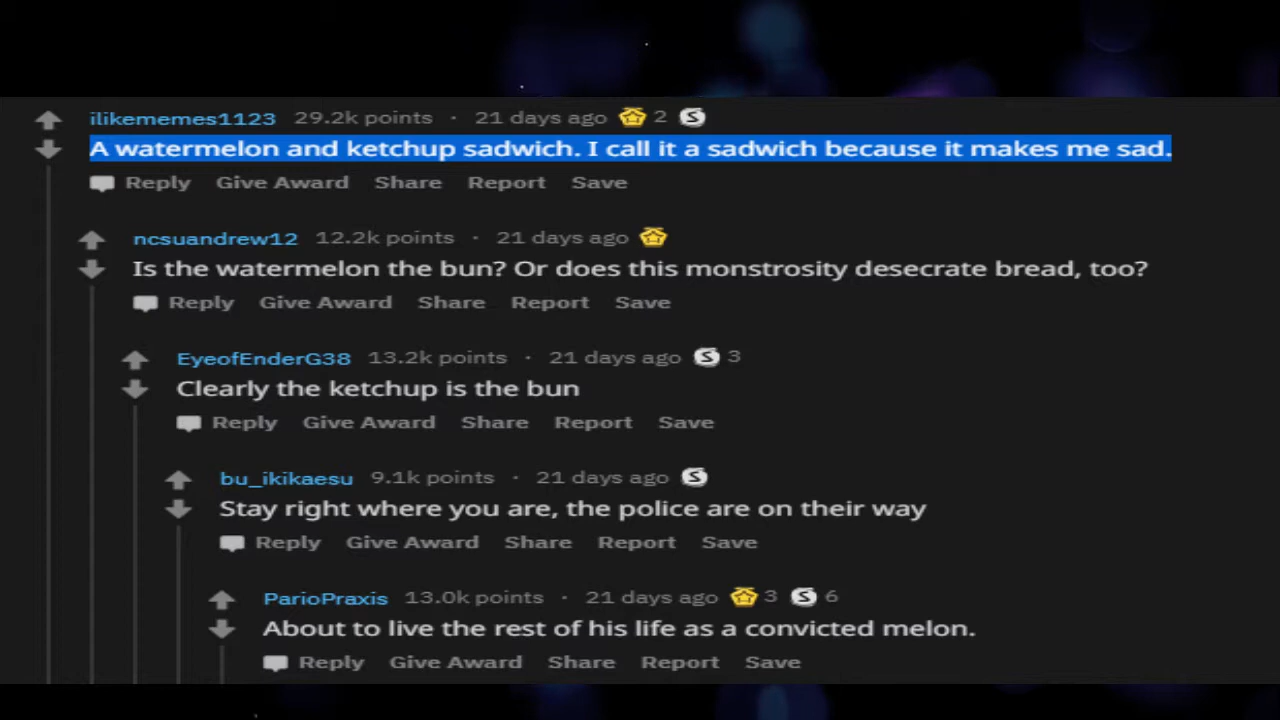 ilikememes1123 29.2k points · 21 days ago 2 S
A watermelon and ketchup sadwich. I call it a sadwich because it makes me sad.
Reply Give Award Share Report Save
ncsuandrew12 12.2k points · 21 days ago
Is the watermelon the bun? Or does this monstrosity desecrate bread, too?
Reply Give Award Share Report Save
EyeofEnderG38 13.2k points · 21 days ago S 3
Clearly the ketchup is the bun
Reply Give Award Share Report Save
bu_ikikaesu 9.1k points · 21 days ago S
Stay right where you are, the police are on their way
Reply Give Award Share Report Save
ParioPraxis 13.0k points · 21 days ago 3 S 6
About to live the rest of his life as a convicted melon.
Reply Give Award Share Report Save